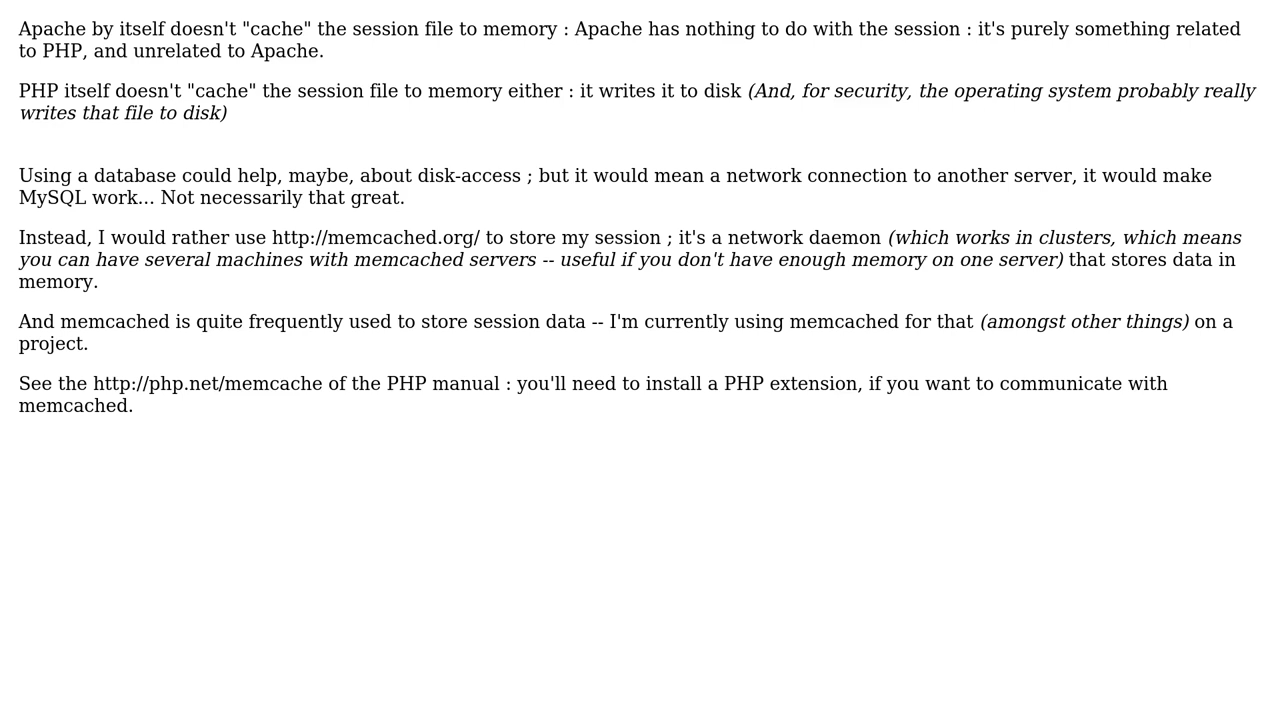 Apache by itself doesn't "cache" the session file to memory : Apache has nothing to do with the session : it's purely something related
to PHP, and unrelated to Apache.
PHP itself doesn't "cache" the session file to memory either : it writes it to disk (And, for security, the operating system probably really
writes that file to disk)
Using a database could help, maybe, about disk-access ; but it would mean a network connection to another server, it would make
MySQL work... Not necessarily that great.
Instead, I would rather use http://memcached.org/ to store my session ; it's a network daemon (which works in clusters, which means
you can have several machines with memcached servers -- useful if you don't have enough memory on one server) that stores data in
memory.
And memcached is quite frequently used to store session data -- I'm currently using memcached for that (amongst other things) on a
project.
See the http://php.net/memcache of the PHP manual : you'll need to install a PHP extension, if you want to communicate with
memcached.